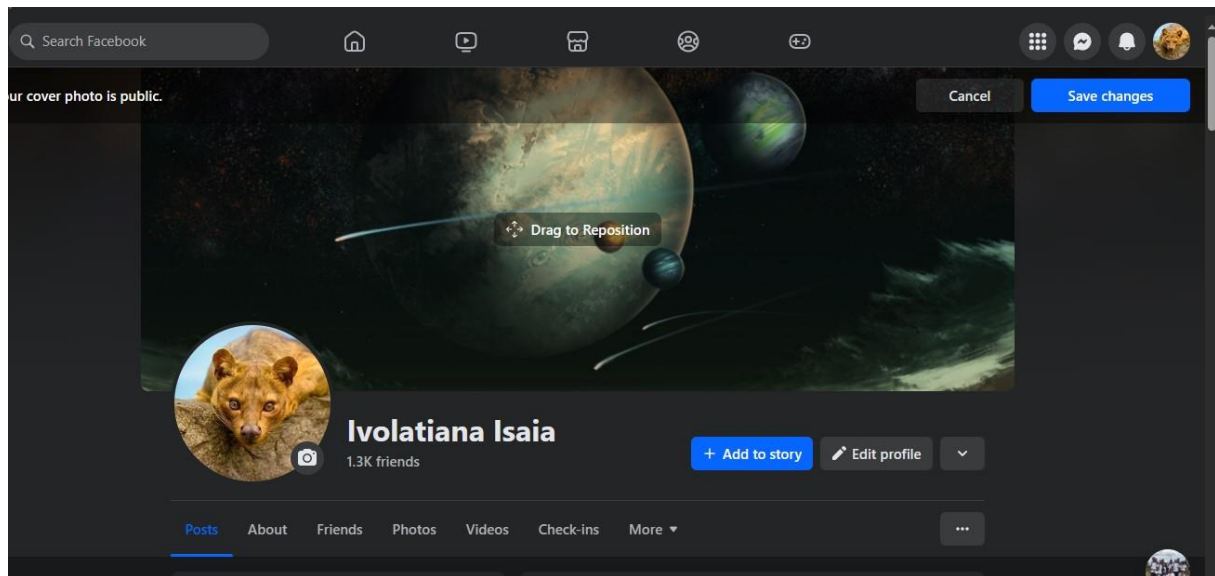 Search Facebook
ur cover photo is public.
Cancel
Save changes
Drag to Reposition
Ivolatiana Isaia
1.3K friends
+ Add to story
Edit profile
Posts
About
Friends
Photos
Videos
Check-ins
More